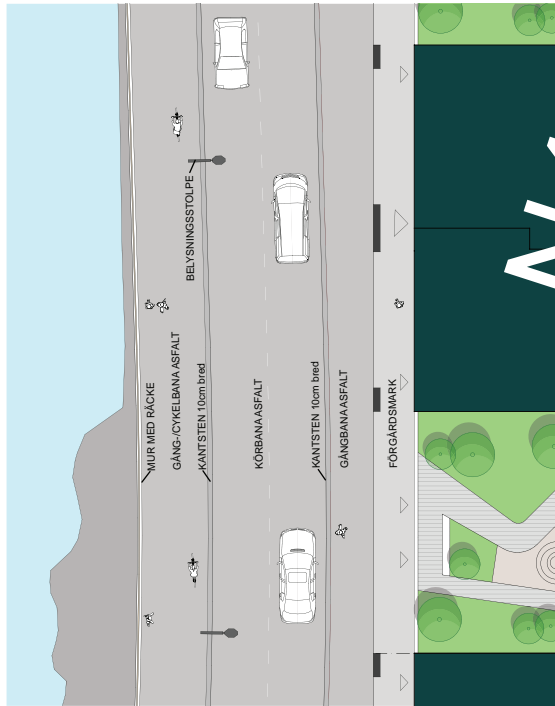 BELYSNINGSSTOLPE
MUR MED RÄCKE
GÅNG-/CYKELBANA ASFALT
KANTSTEN 10cm bred
KÖRBANA ASFALT
KANTSTEN 10cm bred
GÅNGBANA ASFALT
FÖRGÅRDSMARK